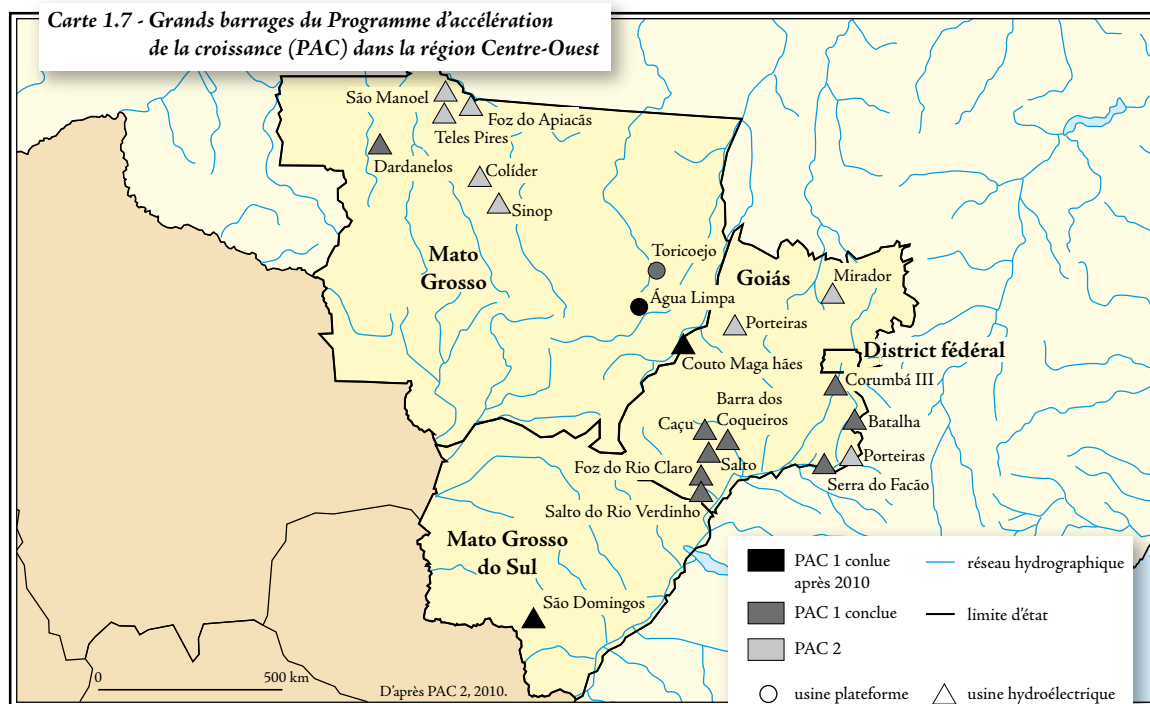 Carte 1.7 - Grands barrages du Programme d'accélération
de la croissance (PAC) dans la région Centre-Ouest
São Manoel
Foz do Apiacãs
Teles Pires
Dardanelos
Colíder
Sinop
Mato
Grosso
Toricoejo
Água Limpa
Goiás
Mirador
Porteiras
Couto Maga hães
District fédéral
Corumbá III
Barra dos
Coqueiros
Caçu
Batalha
Salto
Porteiras
Foz do Rio Claro
Serra do Facão
Salto do Rio Verdinho
Mato Grosso
do Sul
São Domingos
PAC 1 conlue
après 2010
PAC 1 conclue
PAC 2
usine plateforme
réseau hydrographique
limite d'état
usine hydroélectrique
0 500 km
D'après PAC 2, 2010.